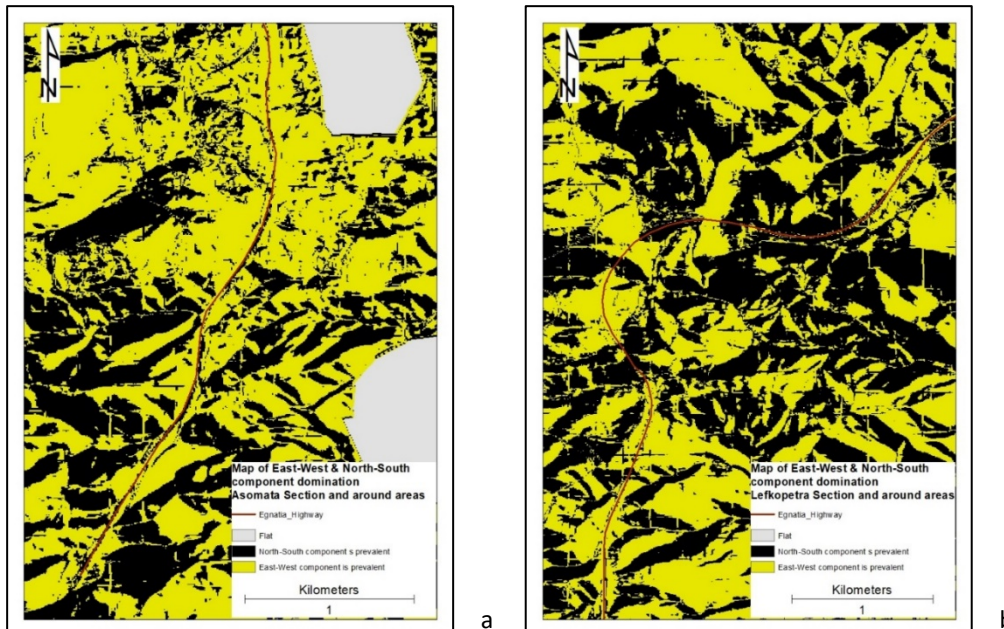 N
Map of East-West & North-South
component domination
Asomata Section and around areas
Egnatia_Highway
Flat
North-South component s prevalent
East-West component is prevalent
Kilometers
1
a
N
Map of East-West & North-South
component domination
Lefkopetra Section and around areas
Egnatia_Highway
Flat
North-South component s prevalent
East-West component is prevalent
Kilometers
1
b